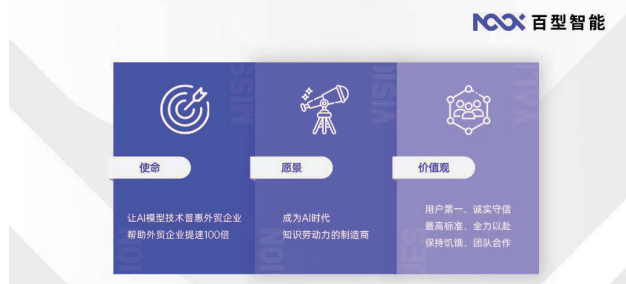 百型智能
MISSION
VISION
VALUES
使命
愿景
价值观
让AI模型技术普惠外贸企业
帮助外贸企业提速100倍
成为AI时代
知识劳动力的制造商
用户第一、诚实守信
最高标准、全力以赴
保持饥饿、团队合作